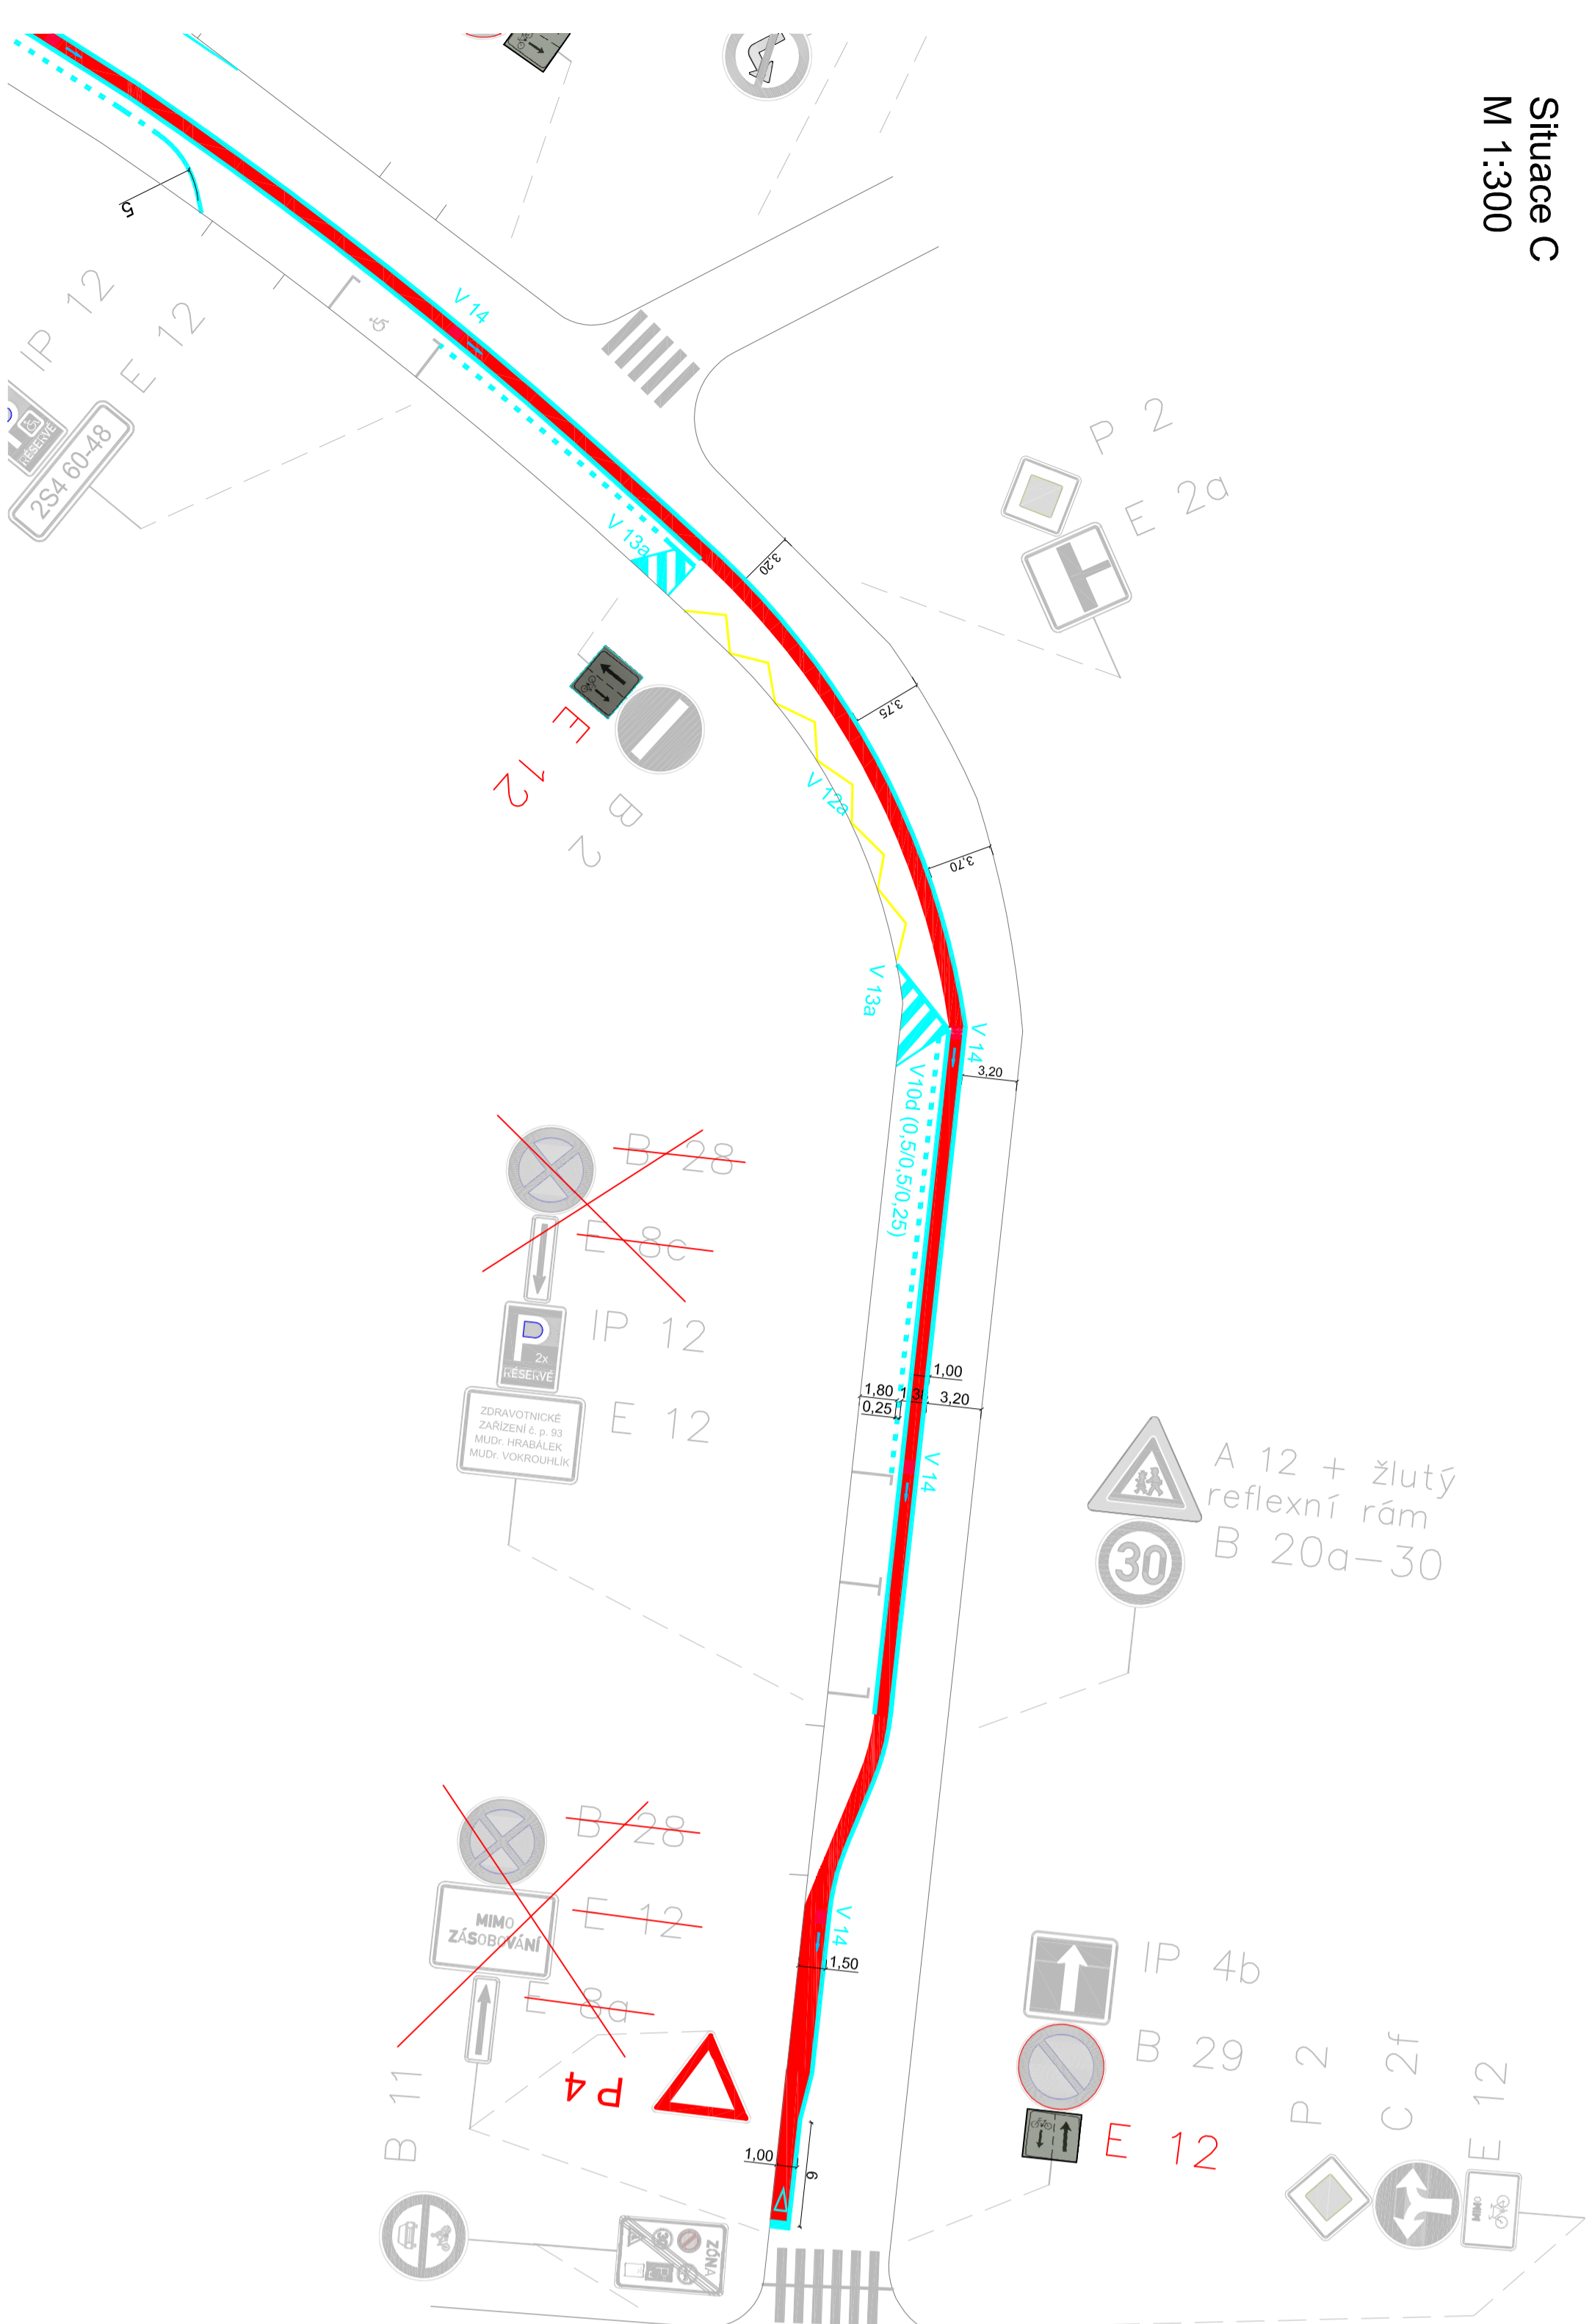 Situace C
M 1:300
5
IP 12
E 12
RÉSERVÉ
2S4 60-48
V 14
P 2
E 2a
V 13a
3,20
E 12
B 2
3,75
V 12a
3,70
V 13a
V 14
3,20
V10d (0,5/0,5/0,25)
B 28
E 8c
IP 12
P
2x
RÉSERVÉ
E 12
ZDRAVOTNICKÉ
ZAŘÍZENÍ č. p. 93
MUDr. HRABÁLEK
MUDr. VOKROUHLÍK
1,00
1,80
3,20
0,25
V 14
A 12 + žlutý
reflexní rám
B 20a-30
30
B 28
E 12
MIMO
ZÁSOBOVÁNÍ
E 8a
V 14
1,50
P4
IP 4b
B 29
E 12
P 2
C 2f
E 12
MIMO
B 11
1,00
6
ZÓNA
30